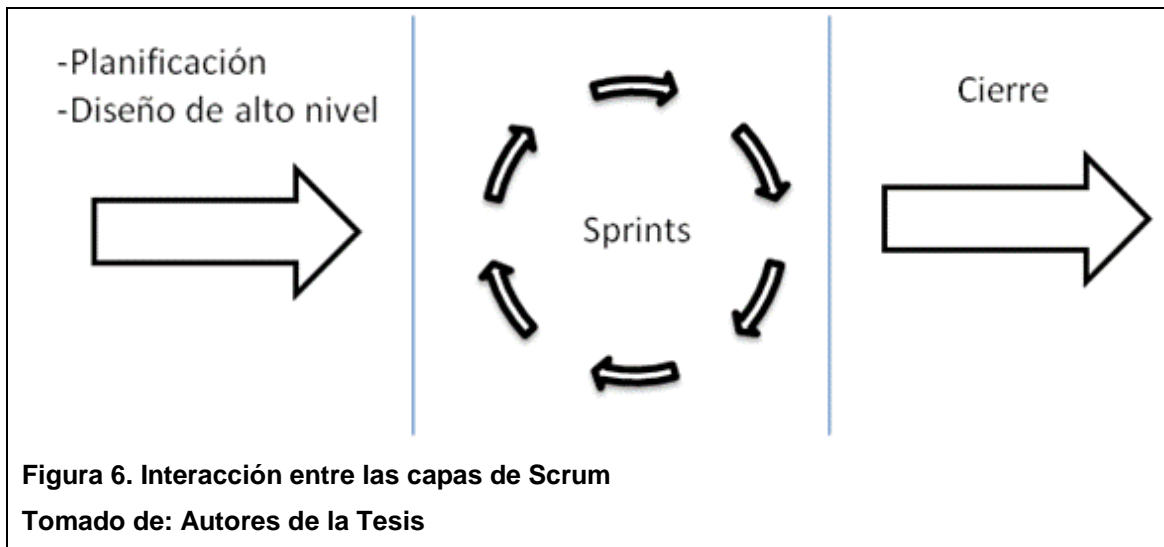 -Planificación
-Diseño de alto nivel
Sprints
Cierre
Figura 6. Interacción entre las capas de Scrum
Tomado de: Autores de la Tesis